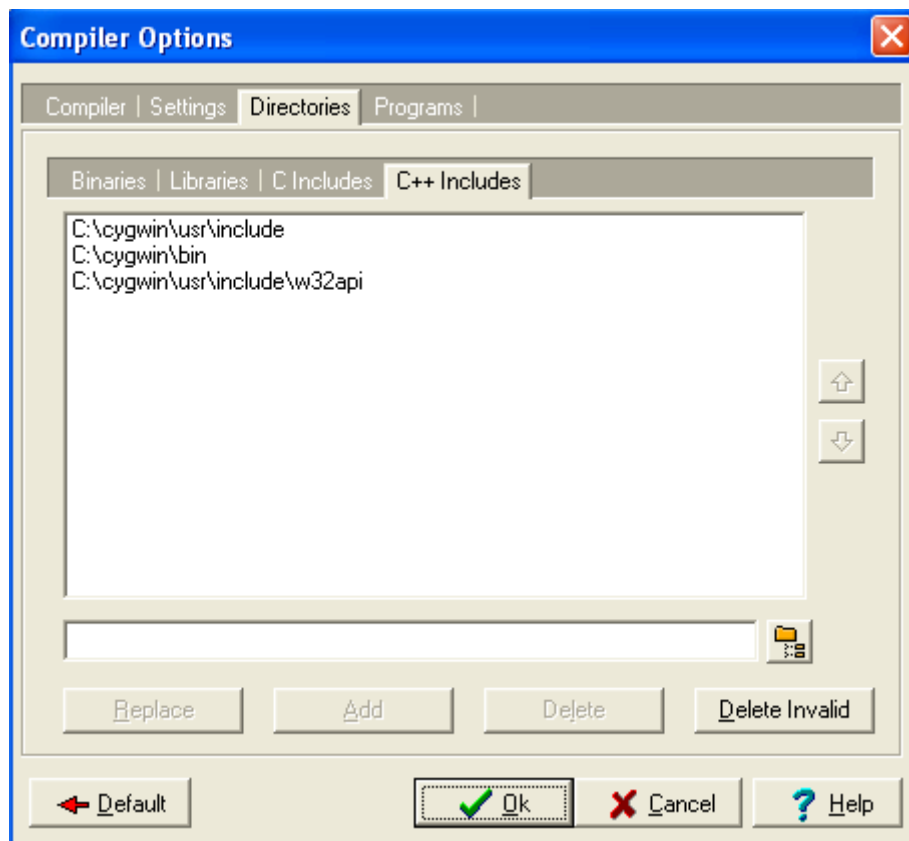 Compiler Options
Compiler | Settings Directories Programs |
Binaries | Libraries | C Includes C++ Includes
C:\cygwin\usr\include
C:\cygwin\bin
C:\cygwin\usr\include\w32api
Replace Add Delete Delete Invalid
Default Ok Cancel Help